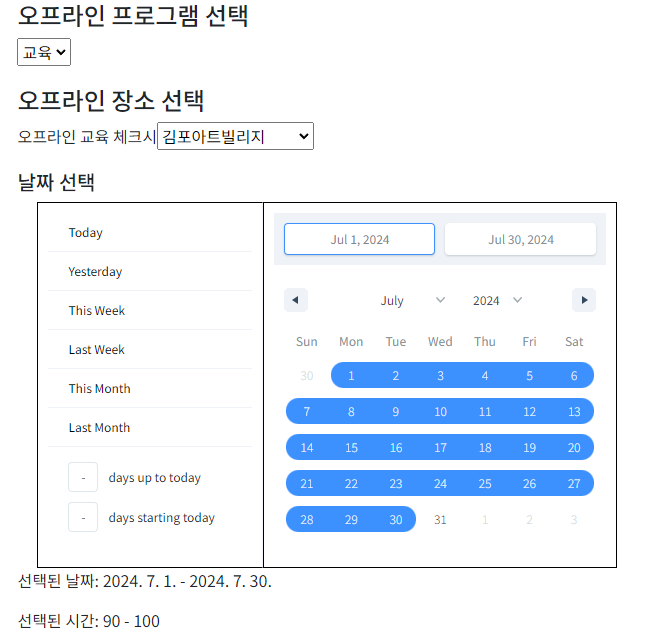 오프라인 프로그램 선택
교육
오프라인 장소 선택
오프라인 교육 체크시 김포아트빌리지
날짜 선택
Today
Yesterday
This Week
Last Week
This Month
Last Month
- days up to today
- days starting today
Jul 1, 2024 Jul 30, 2024
July 2024
Sun Mon Tue Wed Thu Fri Sat
30 1 2 3 4 5 6
7 8 9 10 11 12 13
14 15 16 17 18 19 20
21 22 23 24 25 26 27
28 29 30 31 1 2 3
선택된 날짜: 2024. 7. 1. - 2024. 7. 30.
선택된 시간: 90 - 100